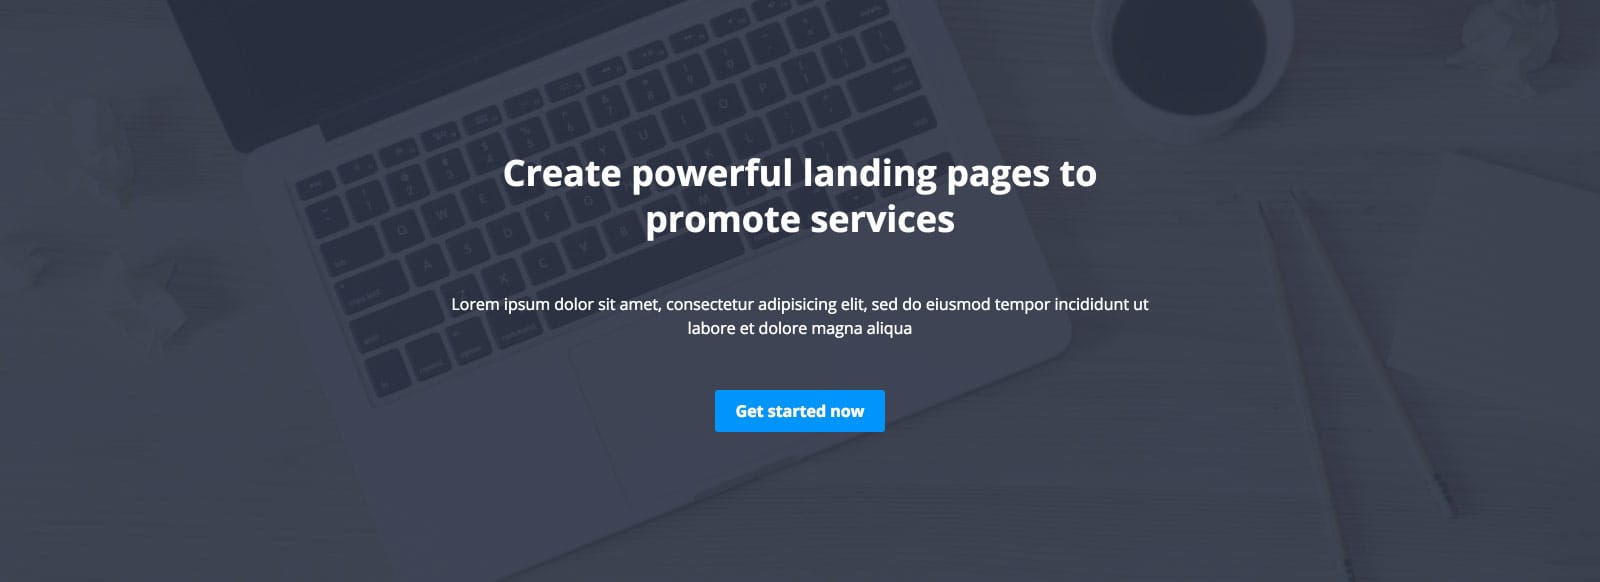 Create powerful landing pages to
promote services
Lorem ipsum dolor sit amet, consectetur adipisicing elit, sed do eiusmod tempor incididunt ut
labore et dolore magna aliqua
Get started now